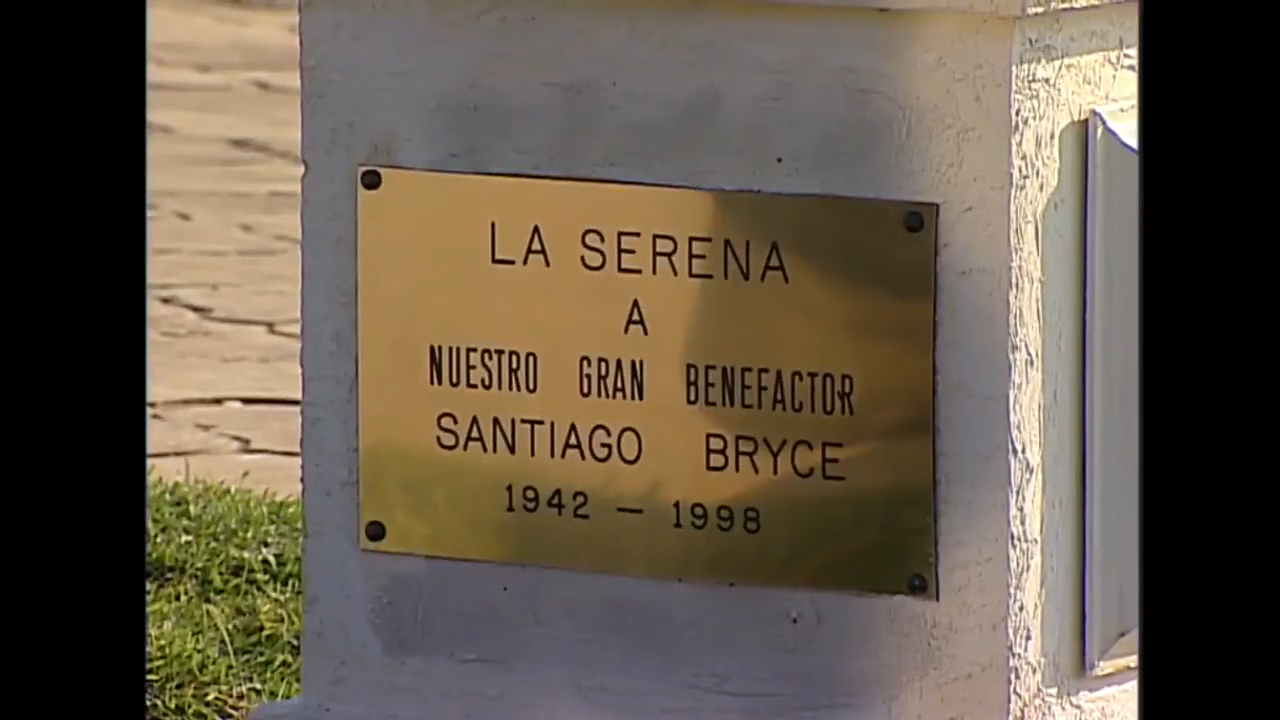 LA SERENA
A
NUESTRO GRAN BENEFACTOR
SANTIAGO BRYCE
1942 — 1998